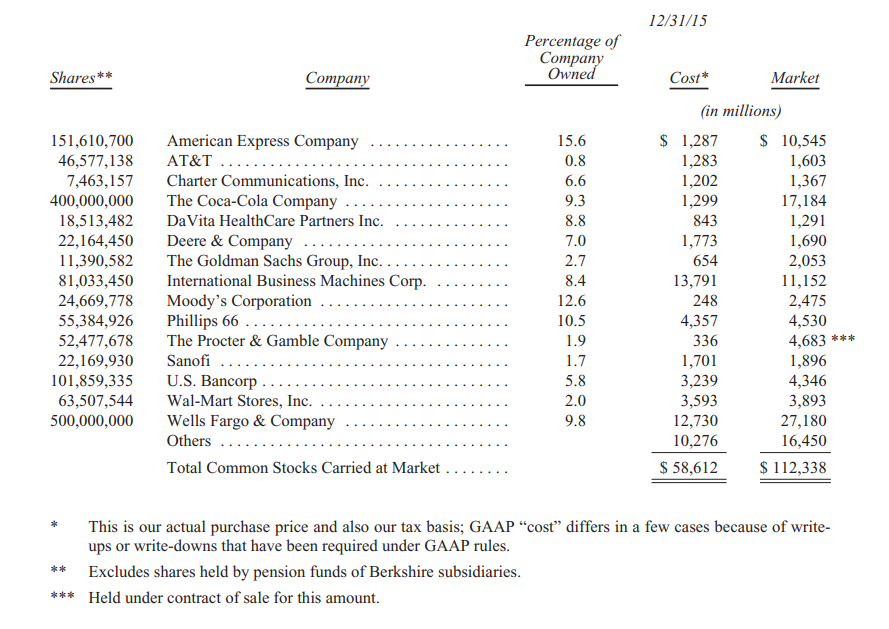 12/31/15
Percentage of
Company
Shares** Company Owned Cost* Market
(in millions)
151,610,700 American Express Company . . . . . . . . . . . . . . . . . 15.6 $ 1,287 $ 10,545
46,577,138 AT&T . . . . . . . . . . . . . . . . . . . . . . . . . . . . . . . . . . . 0.8 1,283 1,603
7,463,157 Charter Communications, Inc. . . . . . . . . . . . . . . . . 6.6 1,202 1,367
400,000,000 The Coca-Cola Company . . . . . . . . . . . . . . . . . . . . 9.3 1,299 17,184
18,513,482 DaVita HealthCare Partners Inc. . . . . . . . . . . . . . . 8.8 843 1,291
22,164,450 Deere & Company . . . . . . . . . . . . . . . . . . . . . . . . . 7.0 1,773 1,690
11,390,582 The Goldman Sachs Group, Inc. . . . . . . . . . . . . . . . 2.7 654 2,053
81,033,450 International Business Machines Corp. . . . . . . . . . 8.4 13,791 11,152
24,669,778 Moody’s Corporation . . . . . . . . . . . . . . . . . . . . . . . 12.6 248 2,475
55,384,926 Phillips 66 . . . . . . . . . . . . . . . . . . . . . . . . . . . . . . . . 10.5 4,357 4,530
52,477,678 The Procter & Gamble Company . . . . . . . . . . . . . . 1.9 336 4,683 ***
22,169,930 Sanofi . . . . . . . . . . . . . . . . . . . . . . . . . . . . . . . . . . . 1.7 1,701 1,896
101,859,335 U.S. Bancorp . . . . . . . . . . . . . . . . . . . . . . . . . . . . . . 5.8 3,239 4,346
63,507,544 Wal-Mart Stores, Inc. . . . . . . . . . . . . . . . . . . . . . . . 2.0 3,593 3,893
500,000,000 Wells Fargo & Company . . . . . . . . . . . . . . . . . . . . 9.8 12,730 27,180
Others . . . . . . . . . . . . . . . . . . . . . . . . . . . . . . . . . . . 10,276 16,450
Total Common Stocks Carried at Market . . . . . . . . $ 58,612 $ 112,338
* This is our actual purchase price and also our tax basis; GAAP “cost” differs in a few cases because of write-
ups or write-downs that have been required under GAAP rules.
** Excludes shares held by pension funds of Berkshire subsidiaries.
*** Held under contract of sale for this amount.